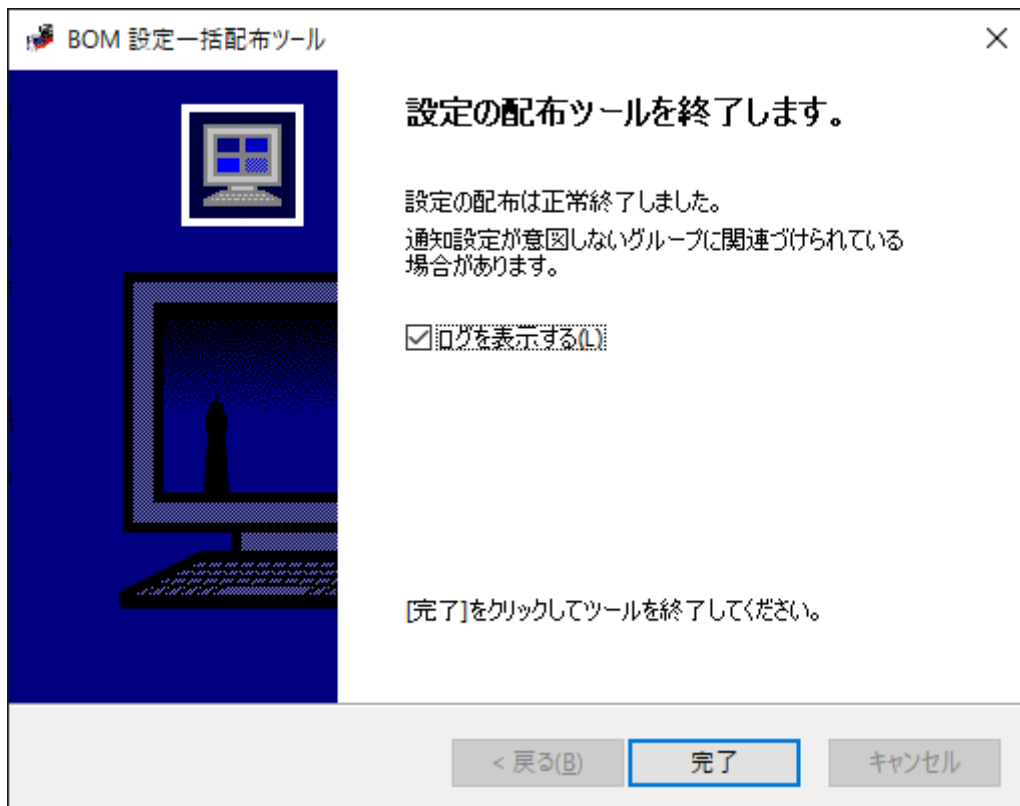 BOM 設定一括配布ツール
設定の配布ツールを終了します。
設定の配布は正常終了しました。
通知設定が意図しないグループに関連づけられている
場合があります。
ログを表示する(L)
[完了]をクリックしてツールを終了してください。
< 戻る(B)
完了
キャンセル